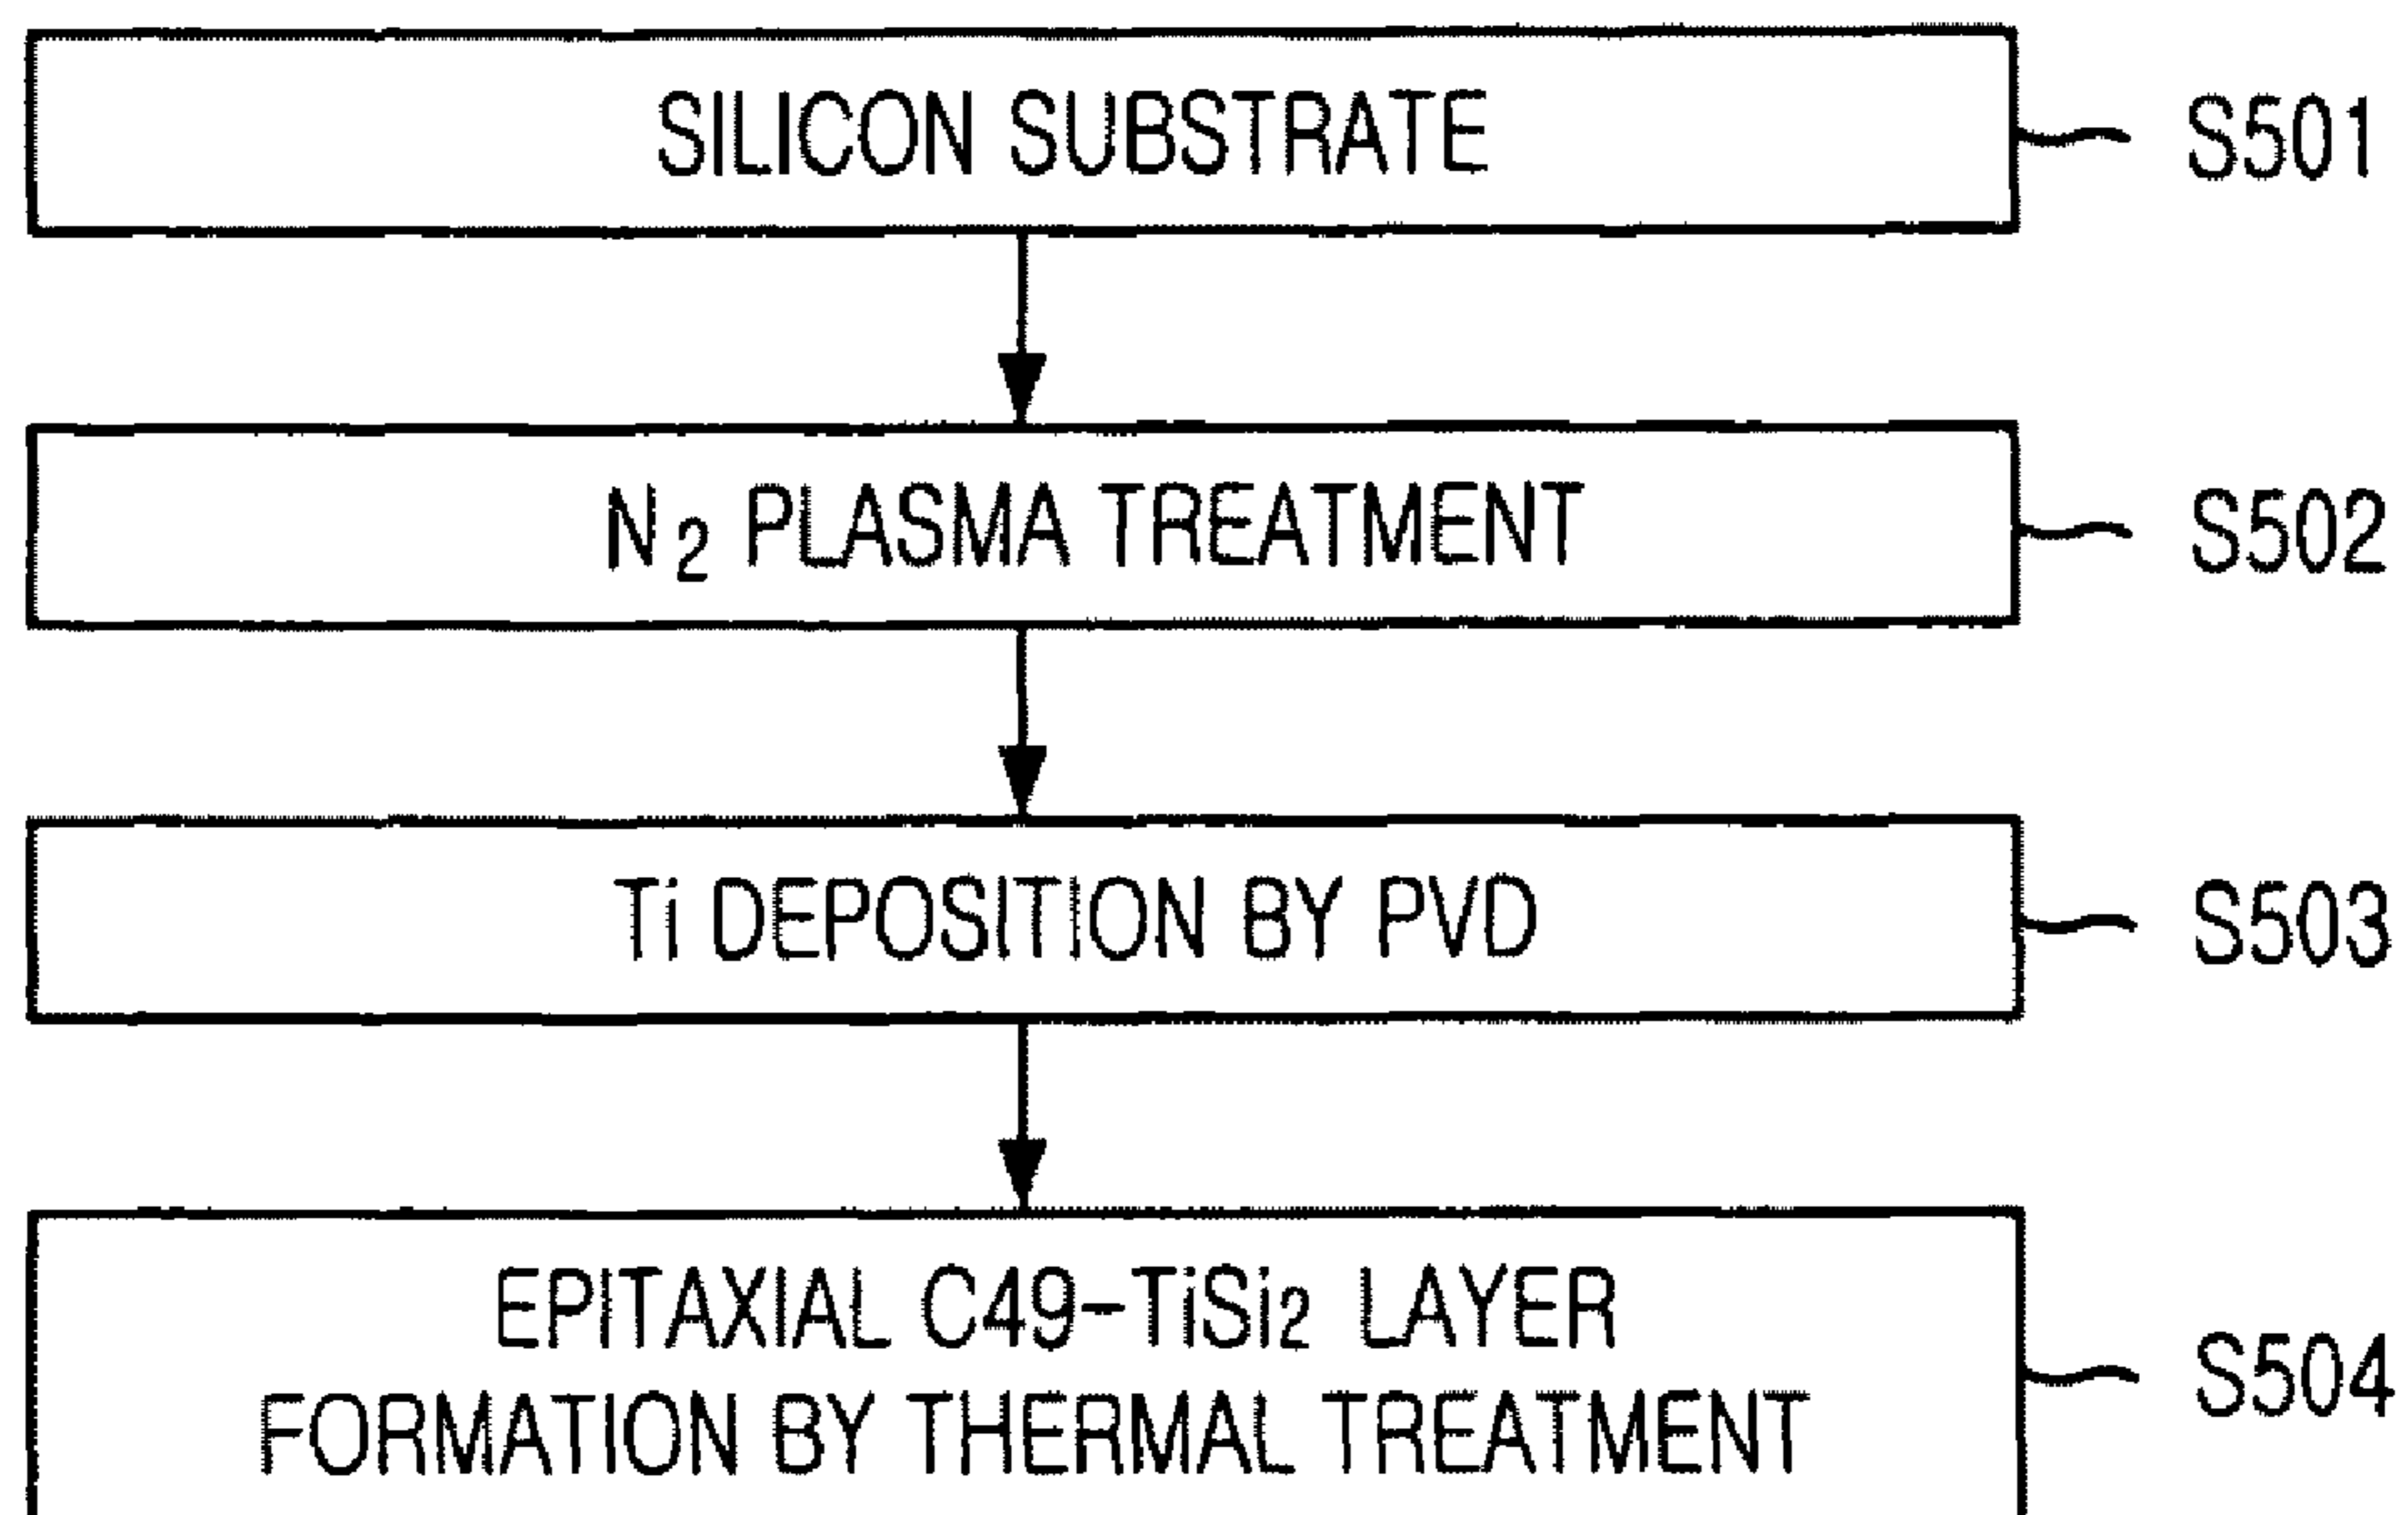 SILICON SUBSTRATE S501
N₂ PLASMA TREATMENT S502
Ti DEPOSITION BY PVD S503
EPITAXIAL C49-TiSi₂ LAYER
FORMATION BY THERMAL TREATMENT S504